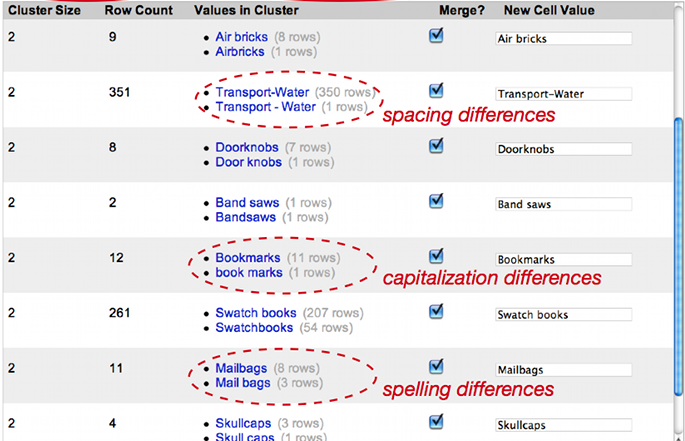 Cluster Size Row Count Values in Cluster Merge? New Cell Value
2 9 • Air bricks (8 rows) Air bricks
• Airbricks (1 rows)
2 351 • Transport-Water (350 rows) Transport-Water
• Transport - Water (1 rows)
spacing differences
2 8 • Doorknobs (7 rows) Doorknobs
• Door knobs (1 rows)
2 2 • Band saws (1 rows) Band saws
• Bandsaws (1 rows)
2 12 • Bookmarks (11 rows) Bookmarks
• book marks (1 rows)
capitalization differences
2 261 • Swatch books (207 rows) Swatch books
• Swatchbooks (54 rows)
2 11 • Mailbags (8 rows) Mailbags
• Mail bags (3 rows)
spelling differences
2 4 • Skullcaps (3 rows) Skullcaps
• Skull caps (1 rows)